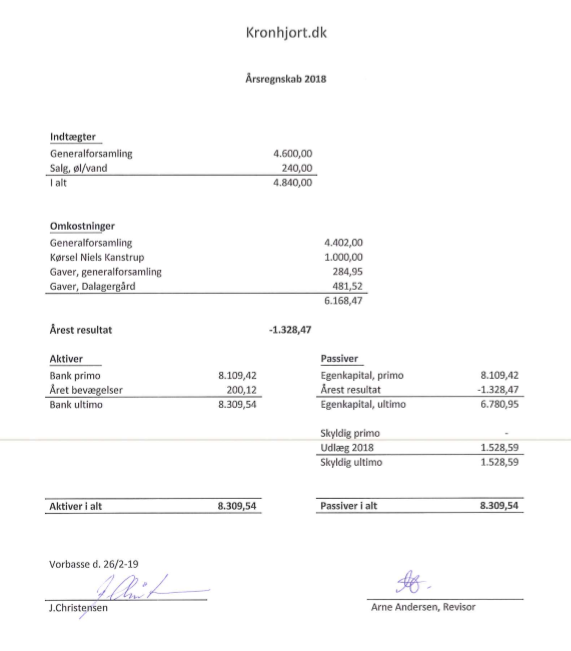 Kronhjort.dk
Årsregnskab 2018
Indtægter
Generalforsamling 4.600,00
Salg, øl/vand 240,00
I alt 4.840,00
Omkostninger
Generalforsamling 4.402,00
Kørsel Niels Kanstrup 1.000,00
Gaver, generalforsamling 284,95
Gaver, Dalagergård 481,52
6.168,47
Årest resultat -1.328,47
Aktiver Passiver
Bank primo 8.109,42 Egenkapital, primo 8.109,42
Året bevægelser 200,12 Årest resultat -1.328,47
Bank ultimo 8.309,54 Egenkapital, ultimo 6.780,95
Skyldig primo -
Udlæg 2018 1.528,59
Skyldig ultimo 1.528,59
Aktiver i alt 8.309,54 Passiver i alt 8.309,54
Vorbasse d. 26/2-19
J.Christensen Arne Andersen, Revisor